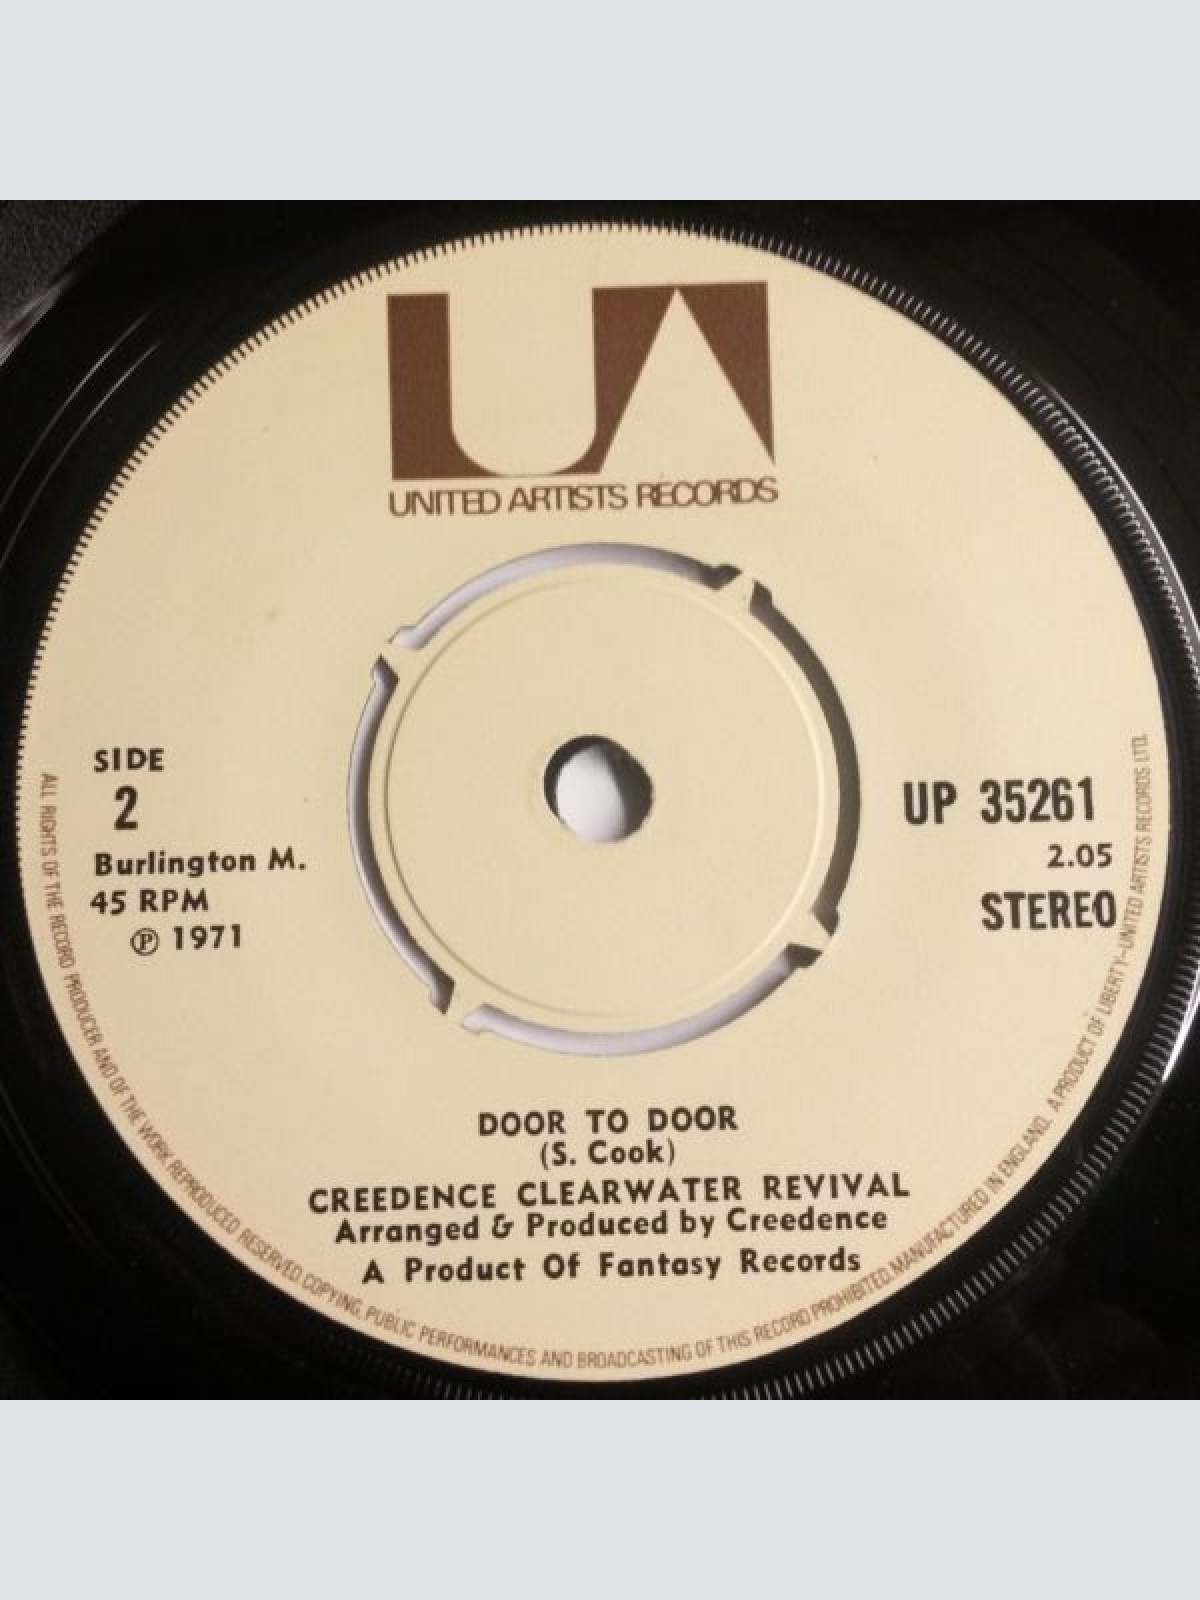 UA
UNITED ARTISTS RECORDS
SIDE
2
Burlington M.
45 RPM
℗ 1971
UP 35261
2.05
STEREO
DOOR TO DOOR
(S. Cook)
CREEDENCE CLEARWATER REVIVAL
Arranged & Produced by Creedence
A Product Of Fantasy Records
ALL RIGHTS OF THE RECORD PRODUCER AND OF THE WORK REPRODUCED RESERVED. COPYING, PUBLIC PERFORMANCES AND BROADCASTING OF THIS RECORD PROHIBITED. MANUFACTURED IN ENGLAND. A PRODUCT OF LIBERTY-UNITED ARTISTS RECORDS LTD.